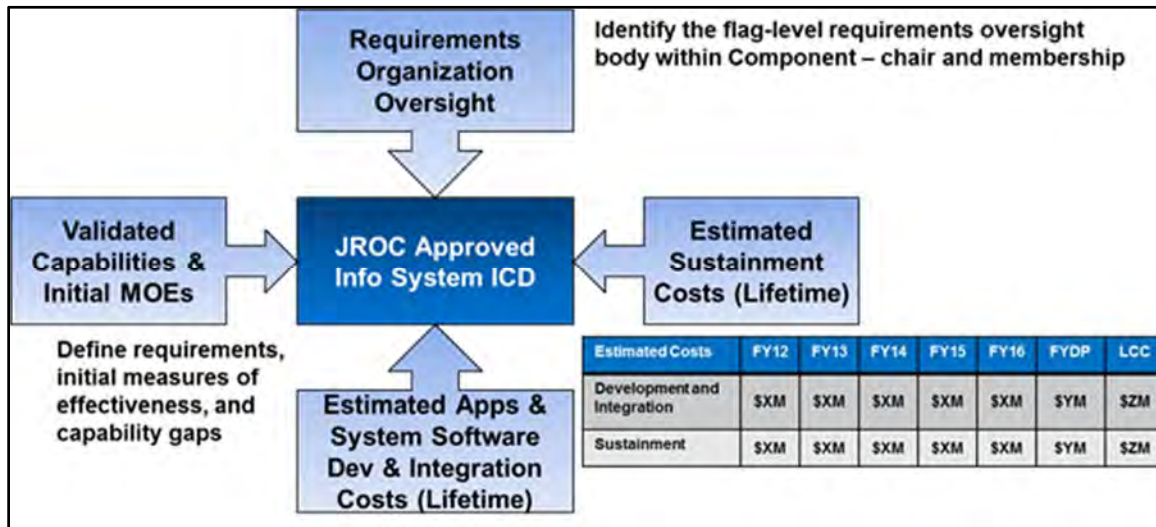 Requirements
Organization
Oversight
Identify the flag-level requirements oversight
body within Component – chair and membership
Validated
Capabilities &
Initial MOEs
JROC Approved
Info System ICD
Estimated
Sustainment
Costs (Lifetime)
Define requirements,
initial measures of
effectiveness, and
capability gaps
Estimated Apps &
System Software
Dev & Integration
Costs (Lifetime)
Estimated Costs FY12 FY13 FY14 FY15 FY16 FYDP LCC
Development and
Integration $XM $XM $XM $XM $XM $YM $ZM
Sustainment $XM $XM $XM $XM $XM $YM $ZM